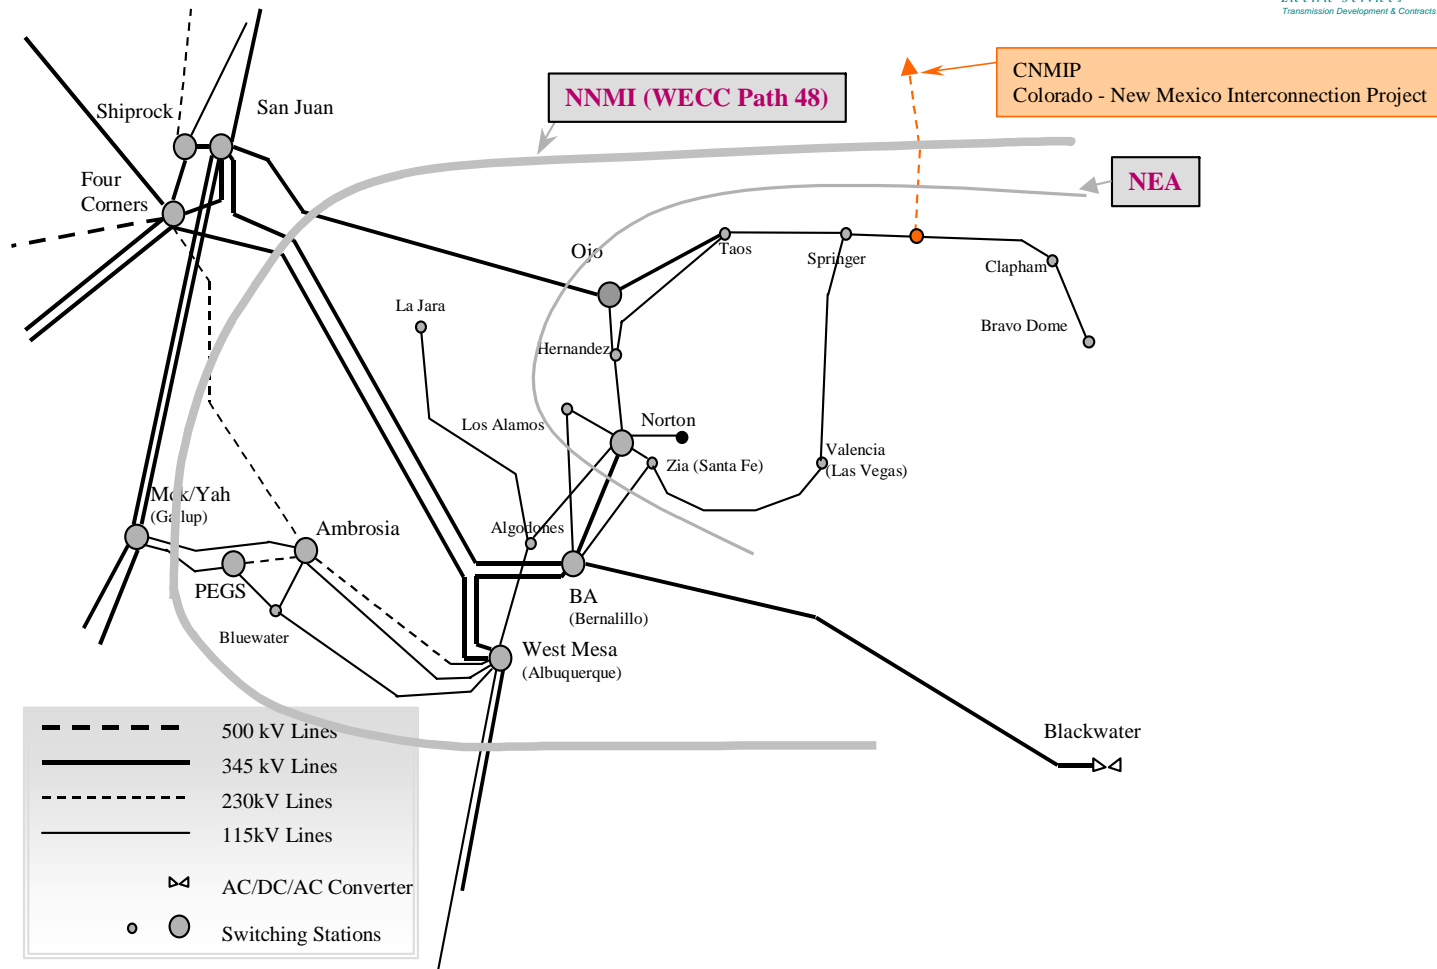 Transmission Development & Contracts
CNMIP
Colorado - New Mexico Interconnection Project
NNMI (WECC Path 48)
Shiprock
San Juan
NEA
Four
Corners
Ojo
Taos
Springer
Clapham
La Jara
Bravo Dome
Hernandez
Los Alamos
Norton
Valencia
(Las Vegas)
Zia (Santa Fe)
Mck/Yah
(Gallup)
Ambrosia
Algodones
PEGS
BA
(Bernalillo)
Bluewater
West Mesa
(Albuquerque)
Blackwater
500 kV Lines
345 kV Lines
230kV Lines
115kV Lines
AC/DC/AC Converter
Switching Stations